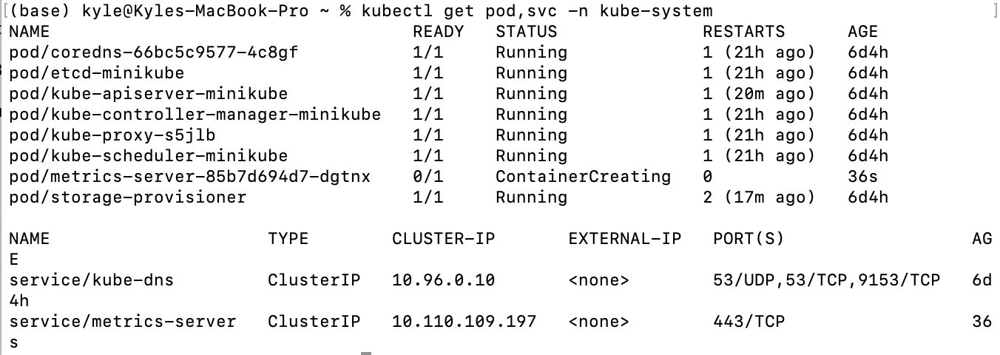 (base) kyle@Kyles-MacBook-Pro ~ % kubectl get pod,svc -n kube-system
NAME                                   READY   STATUS              RESTARTS      AGE
pod/coredns-66bc5c9577-4c8gf           1/1     Running             1 (21h ago)   6d4h
pod/etcd-minikube                      1/1     Running             1 (21h ago)   6d4h
pod/kube-apiserver-minikube            1/1     Running             1 (20m ago)   6d4h
pod/kube-controller-manager-minikube   1/1     Running             1 (21h ago)   6d4h
pod/kube-proxy-s5jlb                   1/1     Running             1 (21h ago)   6d4h
pod/kube-scheduler-minikube            1/1     Running             1 (21h ago)   6d4h
pod/metrics-server-85b7d694d7-dgtnx    0/1     ContainerCreating   0             36s
pod/storage-provisioner                1/1     Running             2 (17m ago)   6d4h
NAME                     TYPE        CLUSTER-IP       EXTERNAL-IP   PORT(S)                  AG
E
service/kube-dns         ClusterIP   10.96.0.10       <none>        53/UDP,53/TCP,9153/TCP   6d
4h
service/metrics-server   ClusterIP   10.110.109.197   <none>        443/TCP                  36
s